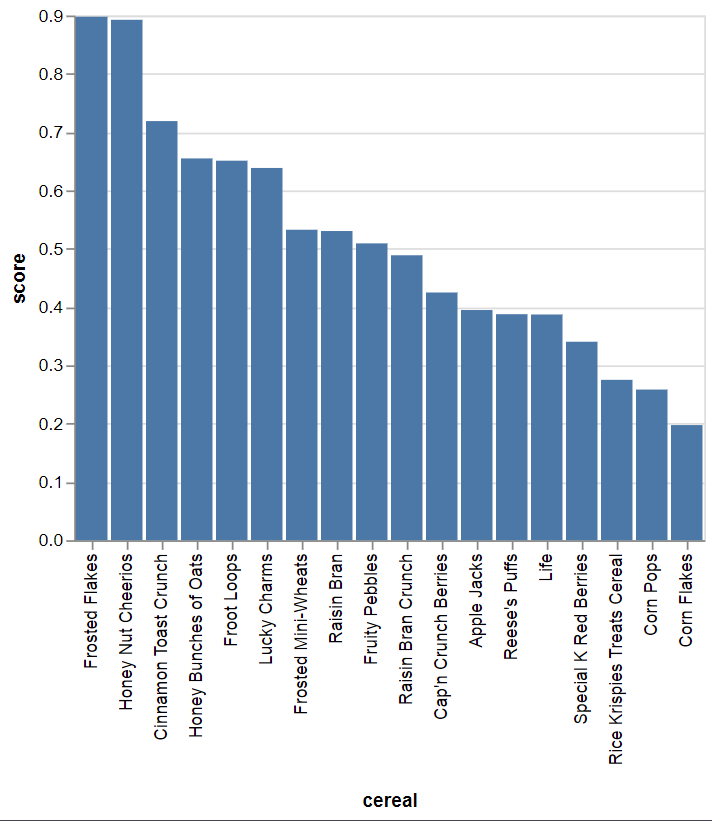 0.9
0.8
0.7
0.6
0.5
0.4
0.3
0.2
0.1
0.0
score
Frosted Flakes
Honey Nut Cheerios
Cinnamon Toast Crunch
Honey Bunches of Oats
Froot Loops
Lucky Charms
Frosted Mini-Wheats
Raisin Bran
Fruity Pebbles
Raisin Bran Crunch
Cap'n Crunch Berries
Apple Jacks
Reese's Puffs
Life
Special K Red Berries
Rice Krispies Treats Cereal
Corn Pops
Corn Flakes
cereal